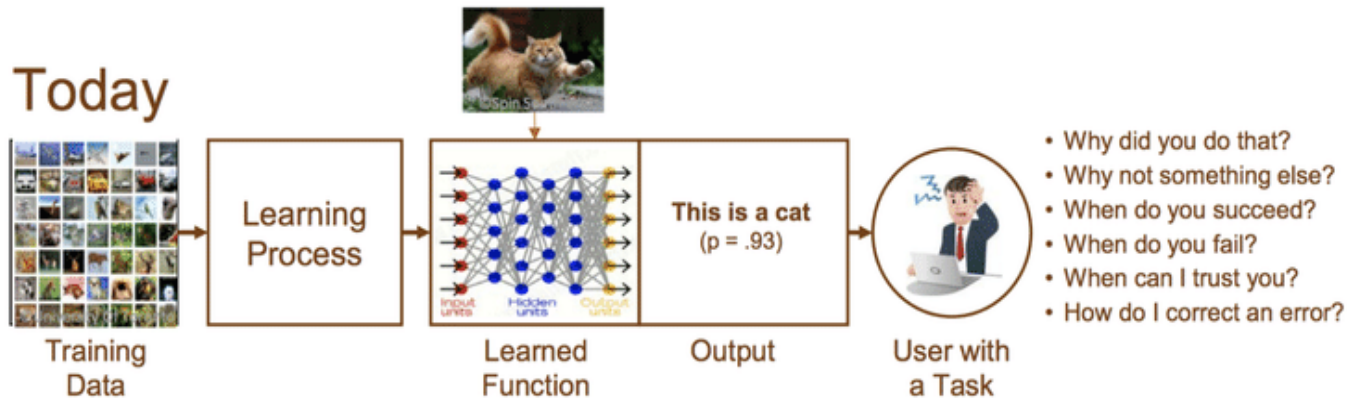 Today
©Spin
Learning
Process
Input
units
Hidden
units
Output
units
This is a cat
(p = .93)
• Why did you do that?
• Why not something else?
• When do you succeed?
• When do you fail?
• When can I trust you?
• How do I correct an error?
Training
Data
Learned
Function
Output
User with
a Task